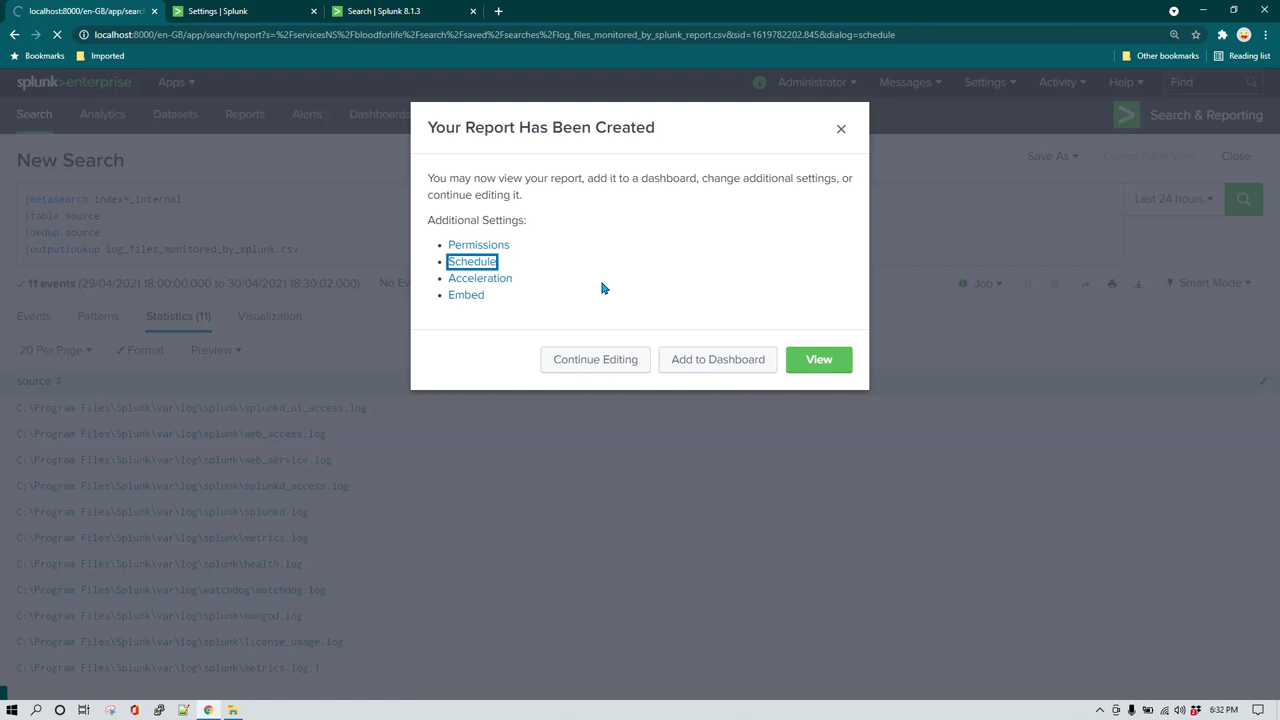 localhost:8000/en-GB/app/search
Settings | Splunk
Search | Splunk 8.1.3
localhost:8000/en-GB/app/search/report?s=%2FservicesNS%2Fbloodforlife%2Fsearch%2Fsaved%2Fsearches%2Flog_files_monitored_by_splunk_report.csv&sid=1619782202.845&dialog=schedule
Bookmarks
Imported
Other bookmarks
Reading list
splunk>enterprise
Apps
Administrator
Messages
Settings
Activity
Help
Find
Search
Analytics
Datasets
Reports
Alerts
Dashboards
Search & Reporting
Your Report Has Been Created
You may now view your report, add it to a dashboard, change additional settings, or
continue editing it.
Additional Settings:
Permissions
Schedule
Acceleration
Embed
Continue Editing
Add to Dashboard
View
New Search
Save As
Create Table View
Close
|metasearch index=_internal
|table source
|dedup source
|outputlookup log_files_monitored_by_splunk.csv
Last 24 hours
11 events (29/04/2021 18:00:00.000 to 30/04/2021 18:30:02.000)
No Ev
Job
Smart Mode
Events
Patterns
Statistics (11)
Visualization
20 Per Page
Format
Preview
source
C:\Program Files\Splunk\var\log\splunk\splunkd_ui_access.log
C:\Program Files\Splunk\var\log\splunk\web_access.log
C:\Program Files\Splunk\var\log\splunk\web_service.log
C:\Program Files\Splunk\var\log\splunk\splunkd_access.log
C:\Program Files\Splunk\var\log\splunk\splunkd.log
C:\Program Files\Splunk\var\log\splunk\metrics.log
C:\Program Files\Splunk\var\log\splunk\health.log
C:\Program Files\Splunk\var\log\watchdog\watchdog.log
C:\Program Files\Splunk\var\log\splunk\mongod.log
C:\Program Files\Splunk\var\log\splunk\license_usage.log
C:\Program Files\Splunk\var\log\splunk\metrics.log.1
6:32 PM